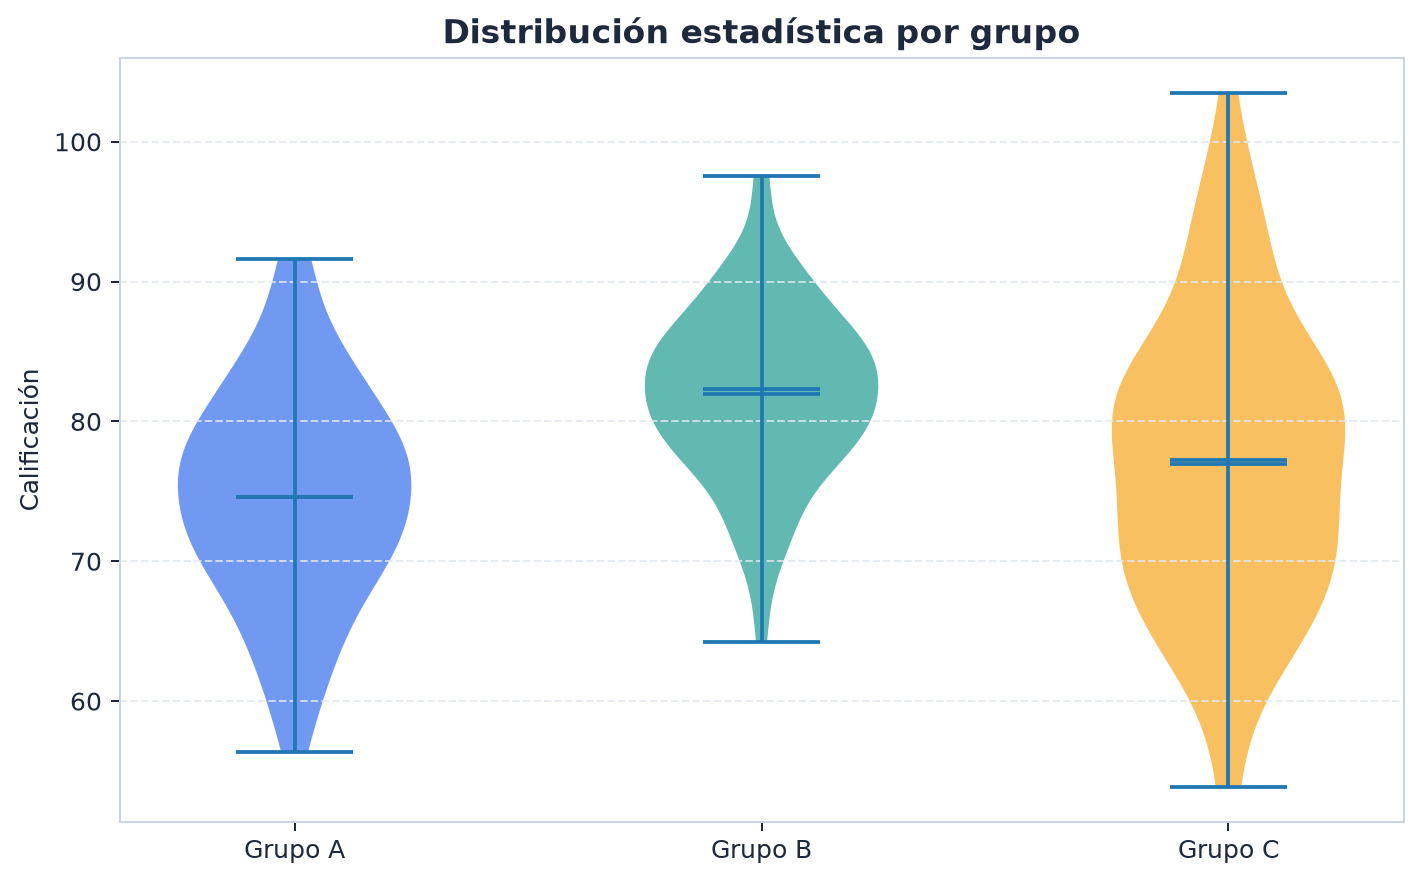 Distribución estadística por grupo
Calificación
100
90
80
70
60
Grupo A
Grupo B
Grupo C